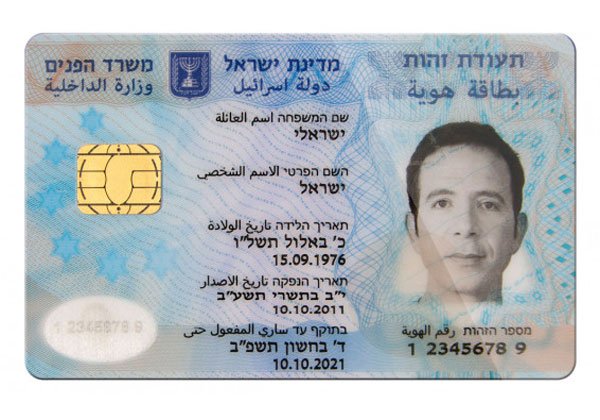 תעודת זהות
بطاقة هوية
מדינת ישראל
دولة اسرائيل
משרד הפנים
وزارة الداخلية
שם המשפחה اسم العائلة
ישראלי
השם הפרטי الاسم الشخصي
ישראל
תאריך הלידה تاريخ الولادة
כ' באלול תשל"ו
15.09.1976
תאריך הנפקה تاريخ الاصدار
י"ב בתשרי תשע"ב
10.10.2011
בתוקף עד ساري المفعول حتى
ד' בחשון תשפ"ב
10.10.2021
מספר הזהות رقم الهوية
1 2345678 9
1 2345678 9